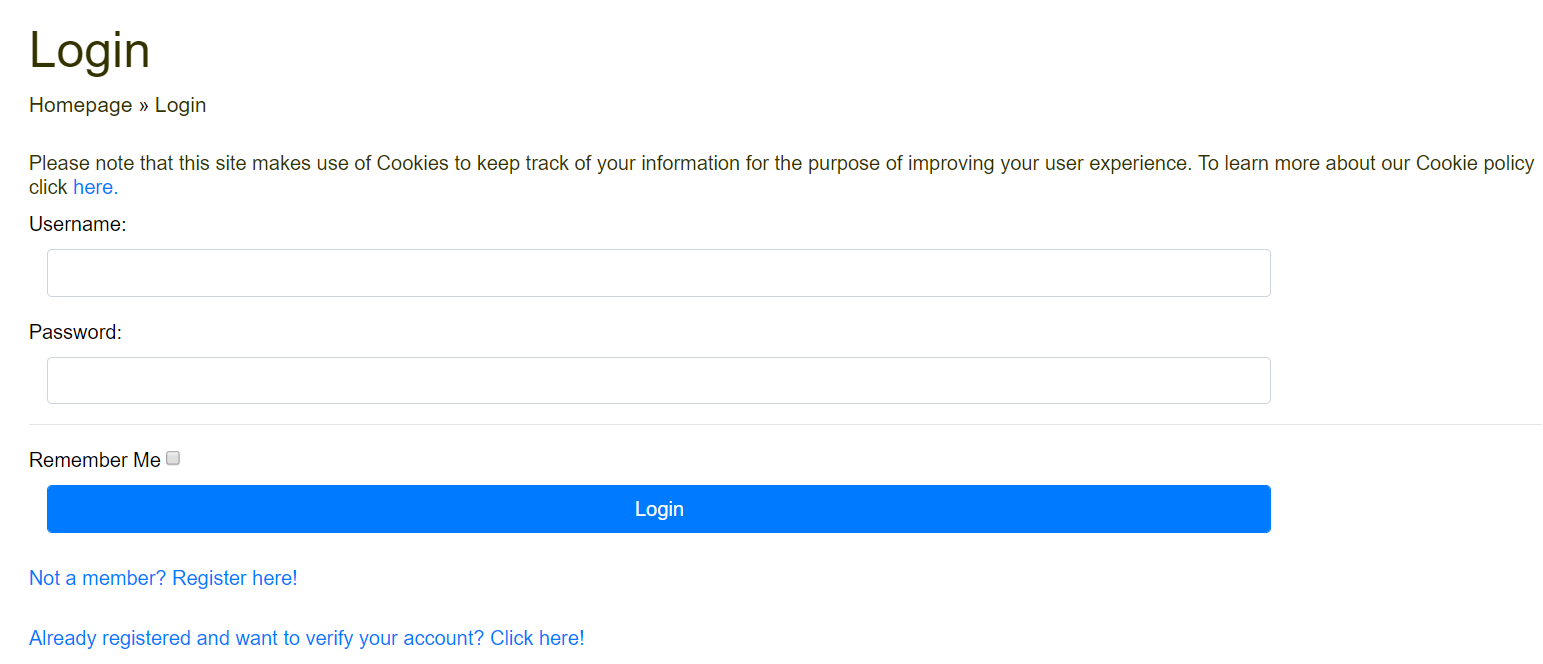 Login
Homepage » Login
Please note that this site makes use of Cookies to keep track of your information for the purpose of improving your user experience. To learn more about our Cookie policy
click here.
Username:
Password:
Remember Me
Login
Not a member? Register here!
Already registered and want to verify your account? Click here!